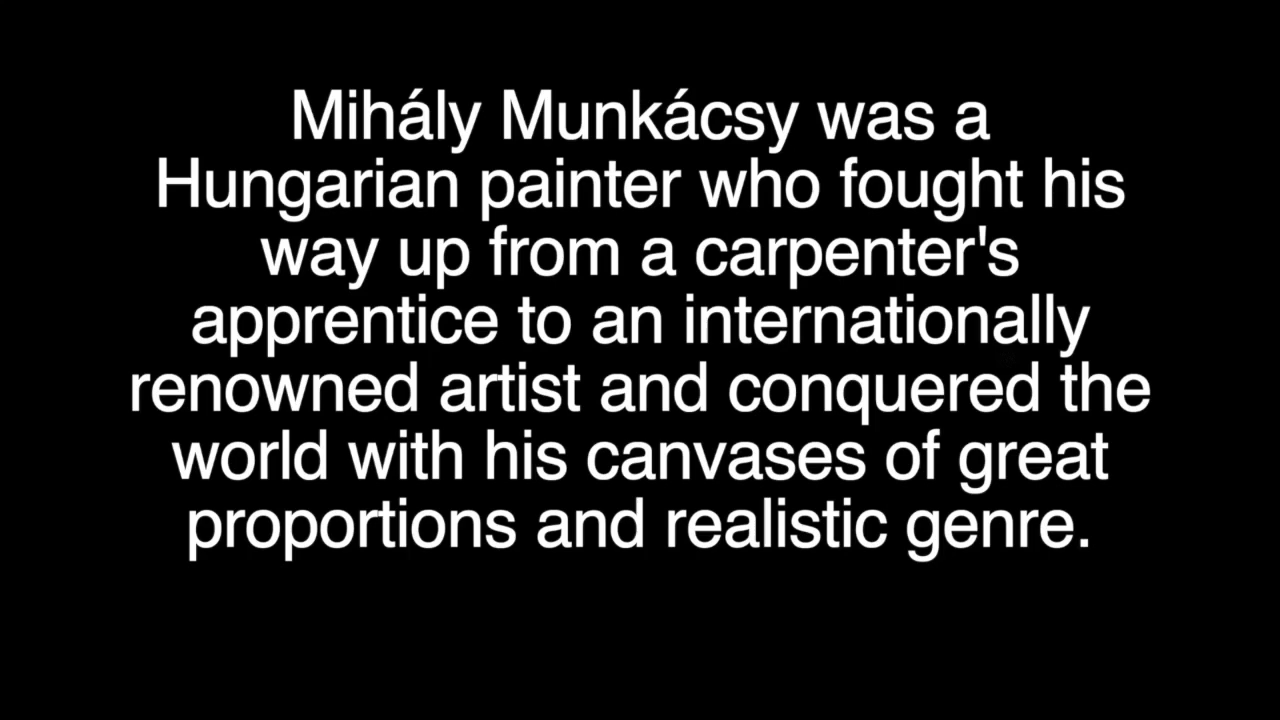 Mihály Munkácsy was a
Hungarian painter who fought his
way up from a carpenter's
apprentice to an internationally
renowned artist and conquered the
world with his canvases of great
proportions and realistic genre.